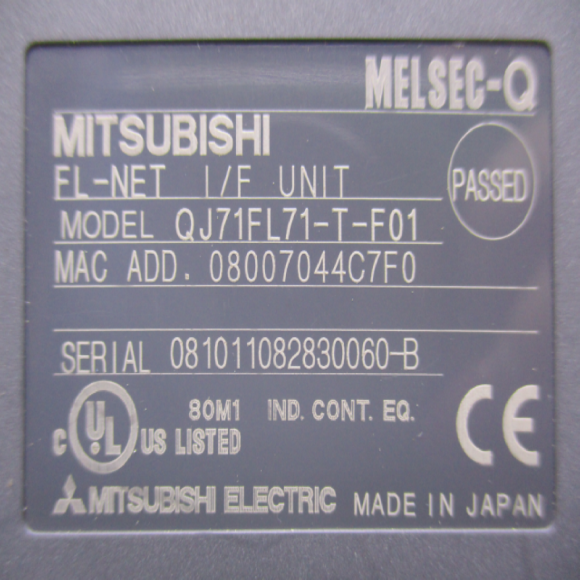 MELSEC-Q
MITSUBISHI
FL-NET I/F UNIT
PASSED
MODEL QJ71FL71-T-F01
MAC ADD. 08007044C7F0
SERIAL 081011082830060-B
80M1 IND. CONT. EQ.
C UL US LISTED
CE
MITSUBISHI ELECTRIC MADE IN JAPAN